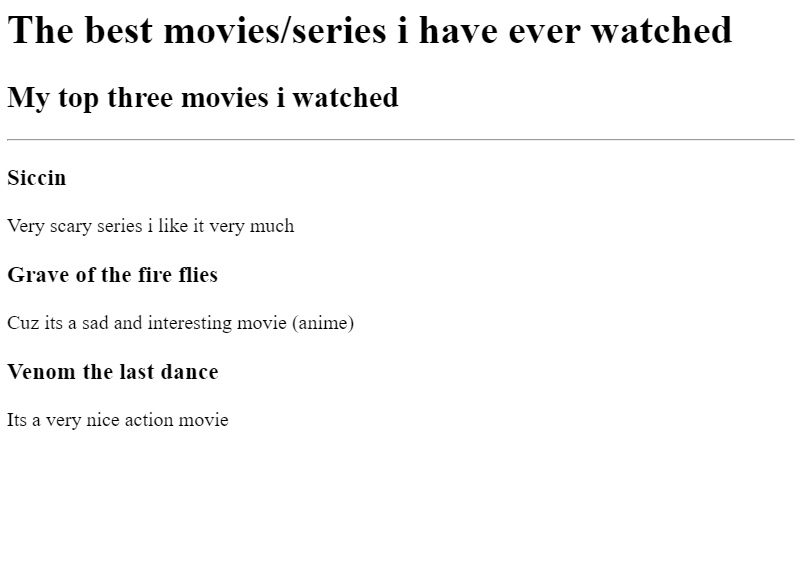 The best movies/series i have ever watched
My top three movies i watched
Siccin
Very scary series i like it very much
Grave of the fire flies
Cuz its a sad and interesting movie (anime)
Venom the last dance
Its a very nice action movie